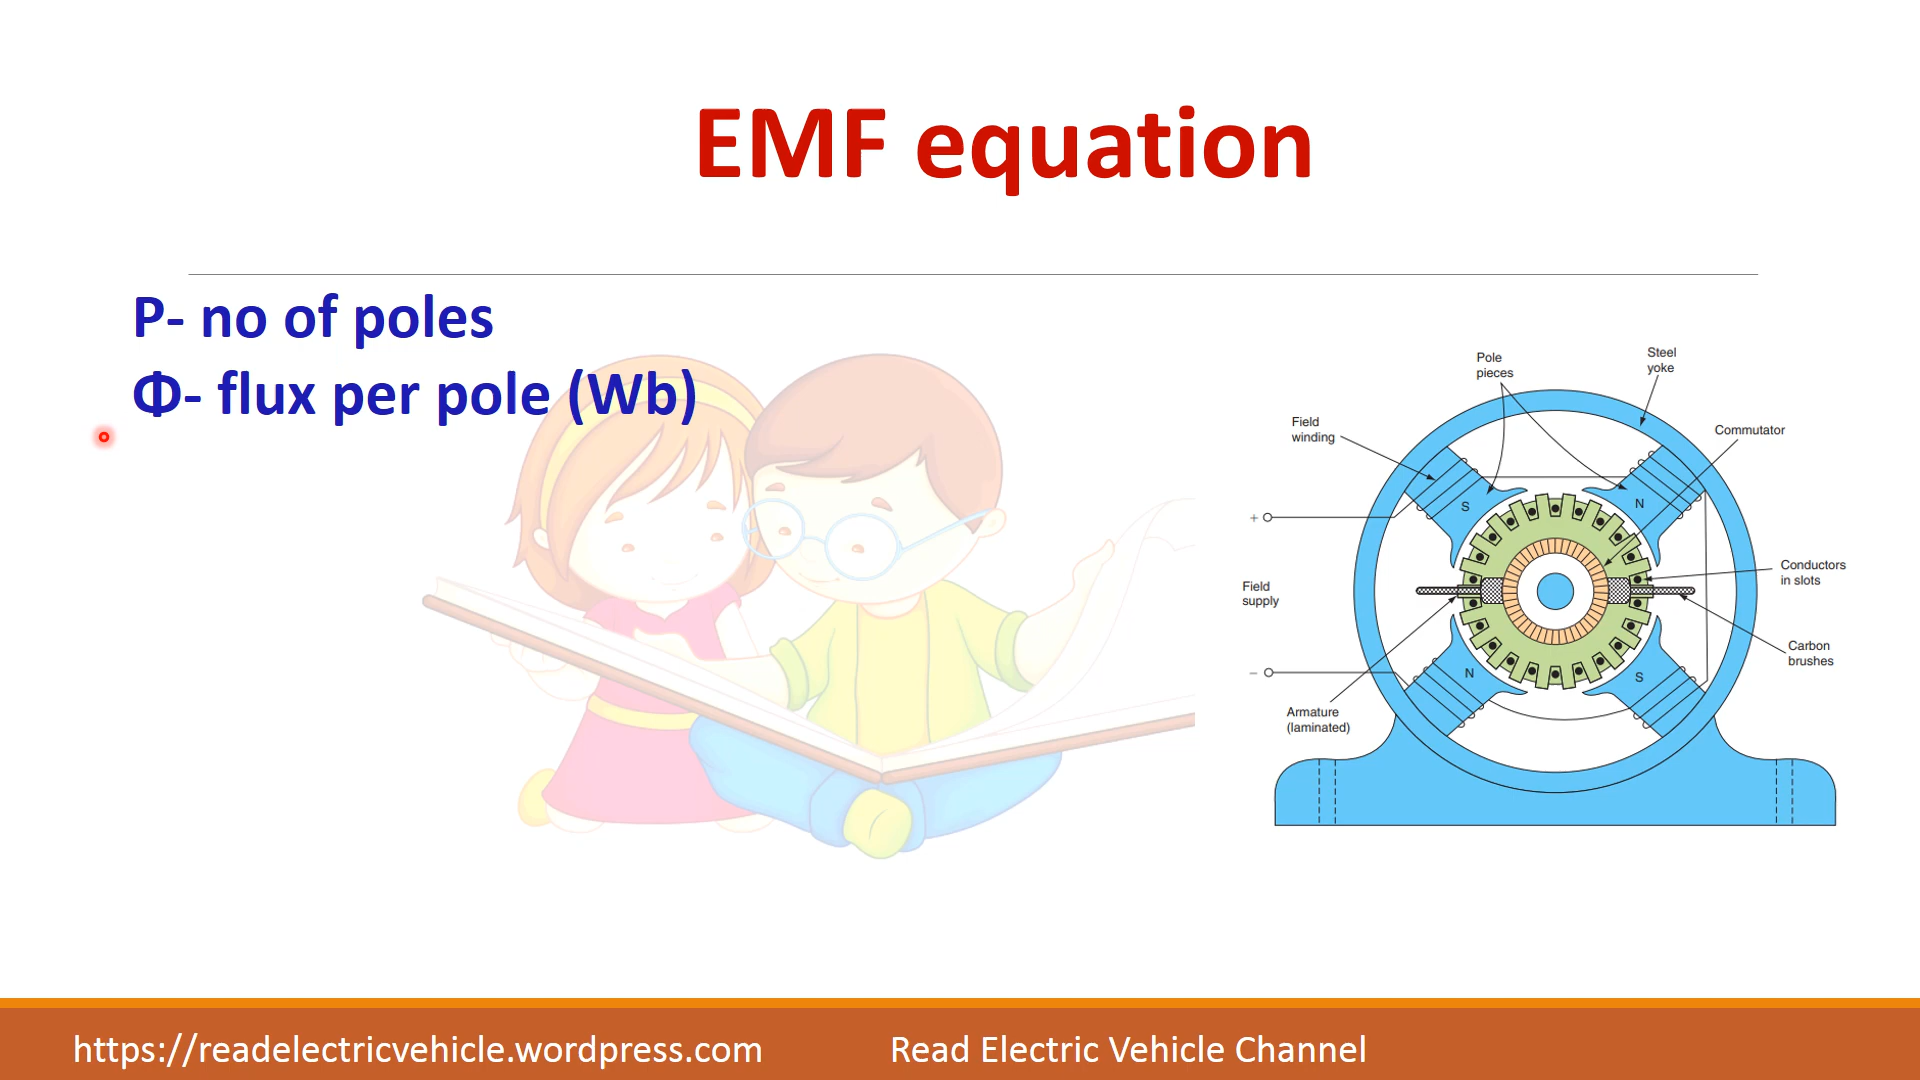 EMF equation
P- no of poles
Φ- flux per pole (Wb)
Pole
pieces
Steel
yoke
Field
winding
Commutator
S
N
+
Conductors
in slots
Field
supply
Carbon
brushes
−
N
S
Armature
(laminated)
https://readelectricvehicle.wordpress.com
Read Electric Vehicle Channel